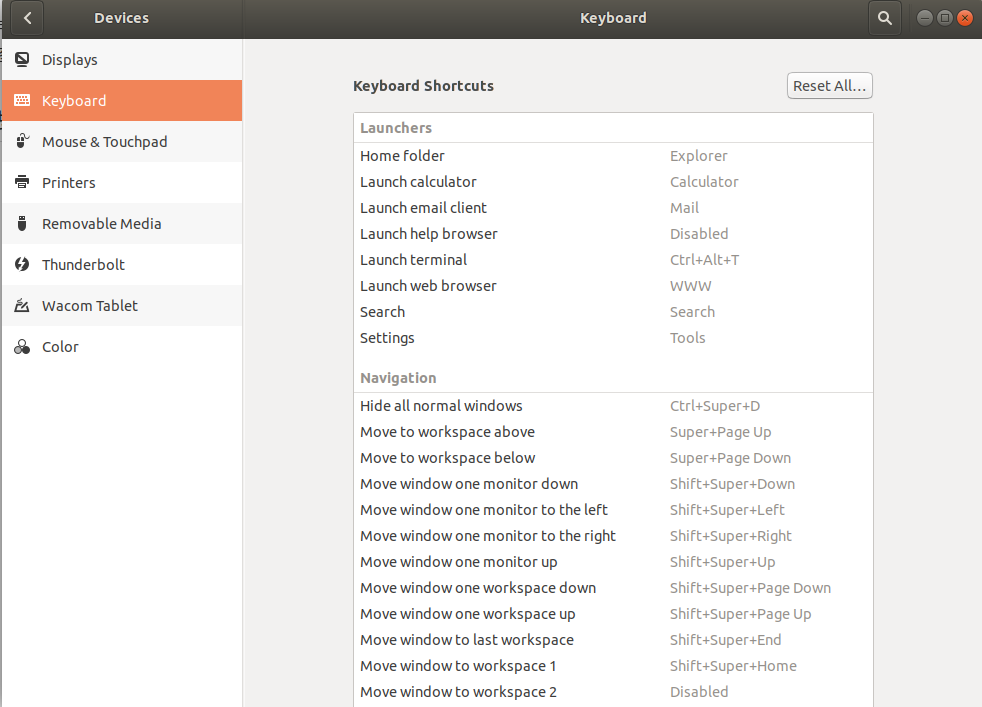 Devices
Keyboard
Displays
Keyboard
Mouse & Touchpad
Printers
Removable Media
Thunderbolt
Wacom Tablet
Color
Keyboard Shortcuts
Reset All…
Launchers
Home folder Explorer
Launch calculator Calculator
Launch email client Mail
Launch help browser Disabled
Launch terminal Ctrl+Alt+T
Launch web browser WWW
Search Search
Settings Tools
Navigation
Hide all normal windows Ctrl+Super+D
Move to workspace above Super+Page Up
Move to workspace below Super+Page Down
Move window one monitor down Shift+Super+Down
Move window one monitor to the left Shift+Super+Left
Move window one monitor to the right Shift+Super+Right
Move window one monitor up Shift+Super+Up
Move window one workspace down Shift+Super+Page Down
Move window one workspace up Shift+Super+Page Up
Move window to last workspace Shift+Super+End
Move window to workspace 1 Shift+Super+Home
Move window to workspace 2 Disabled